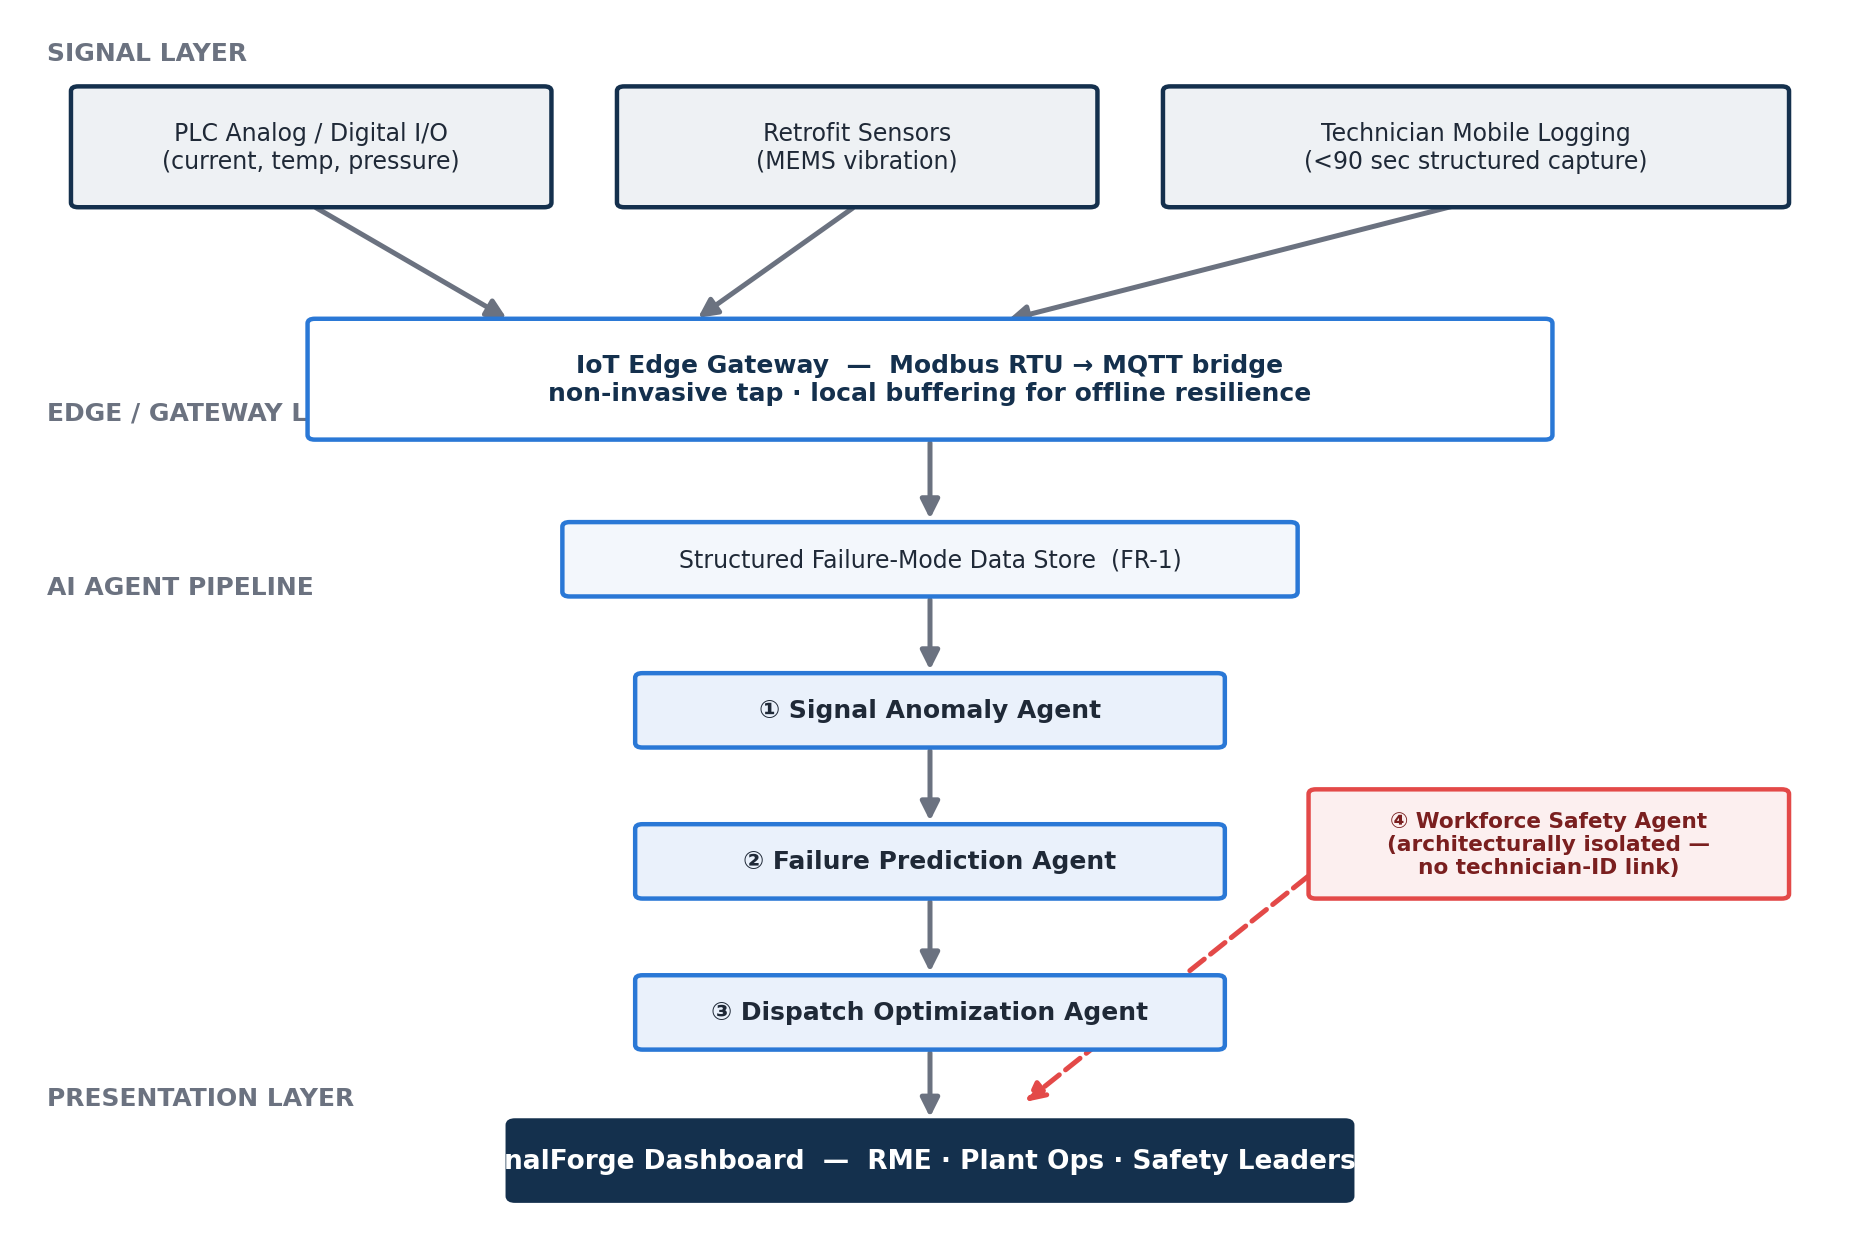 SIGNAL LAYER
PLC Analog / Digital I/O
(current, temp, pressure)
Retrofit Sensors
(MEMS vibration)
Technician Mobile Logging
(<90 sec structured capture)
IoT Edge Gateway — Modbus RTU → MQTT bridge
non-invasive tap · local buffering for offline resilience
EDGE / GATEWAY L
Structured Failure-Mode Data Store (FR-1)
AI AGENT PIPELINE
① Signal Anomaly Agent
④ Workforce Safety Agent
(architecturally isolated —
no technician-ID link)
② Failure Prediction Agent
③ Dispatch Optimization Agent
PRESENTATION LAYER
nalForge Dashboard — RME · Plant Ops · Safety Leaders